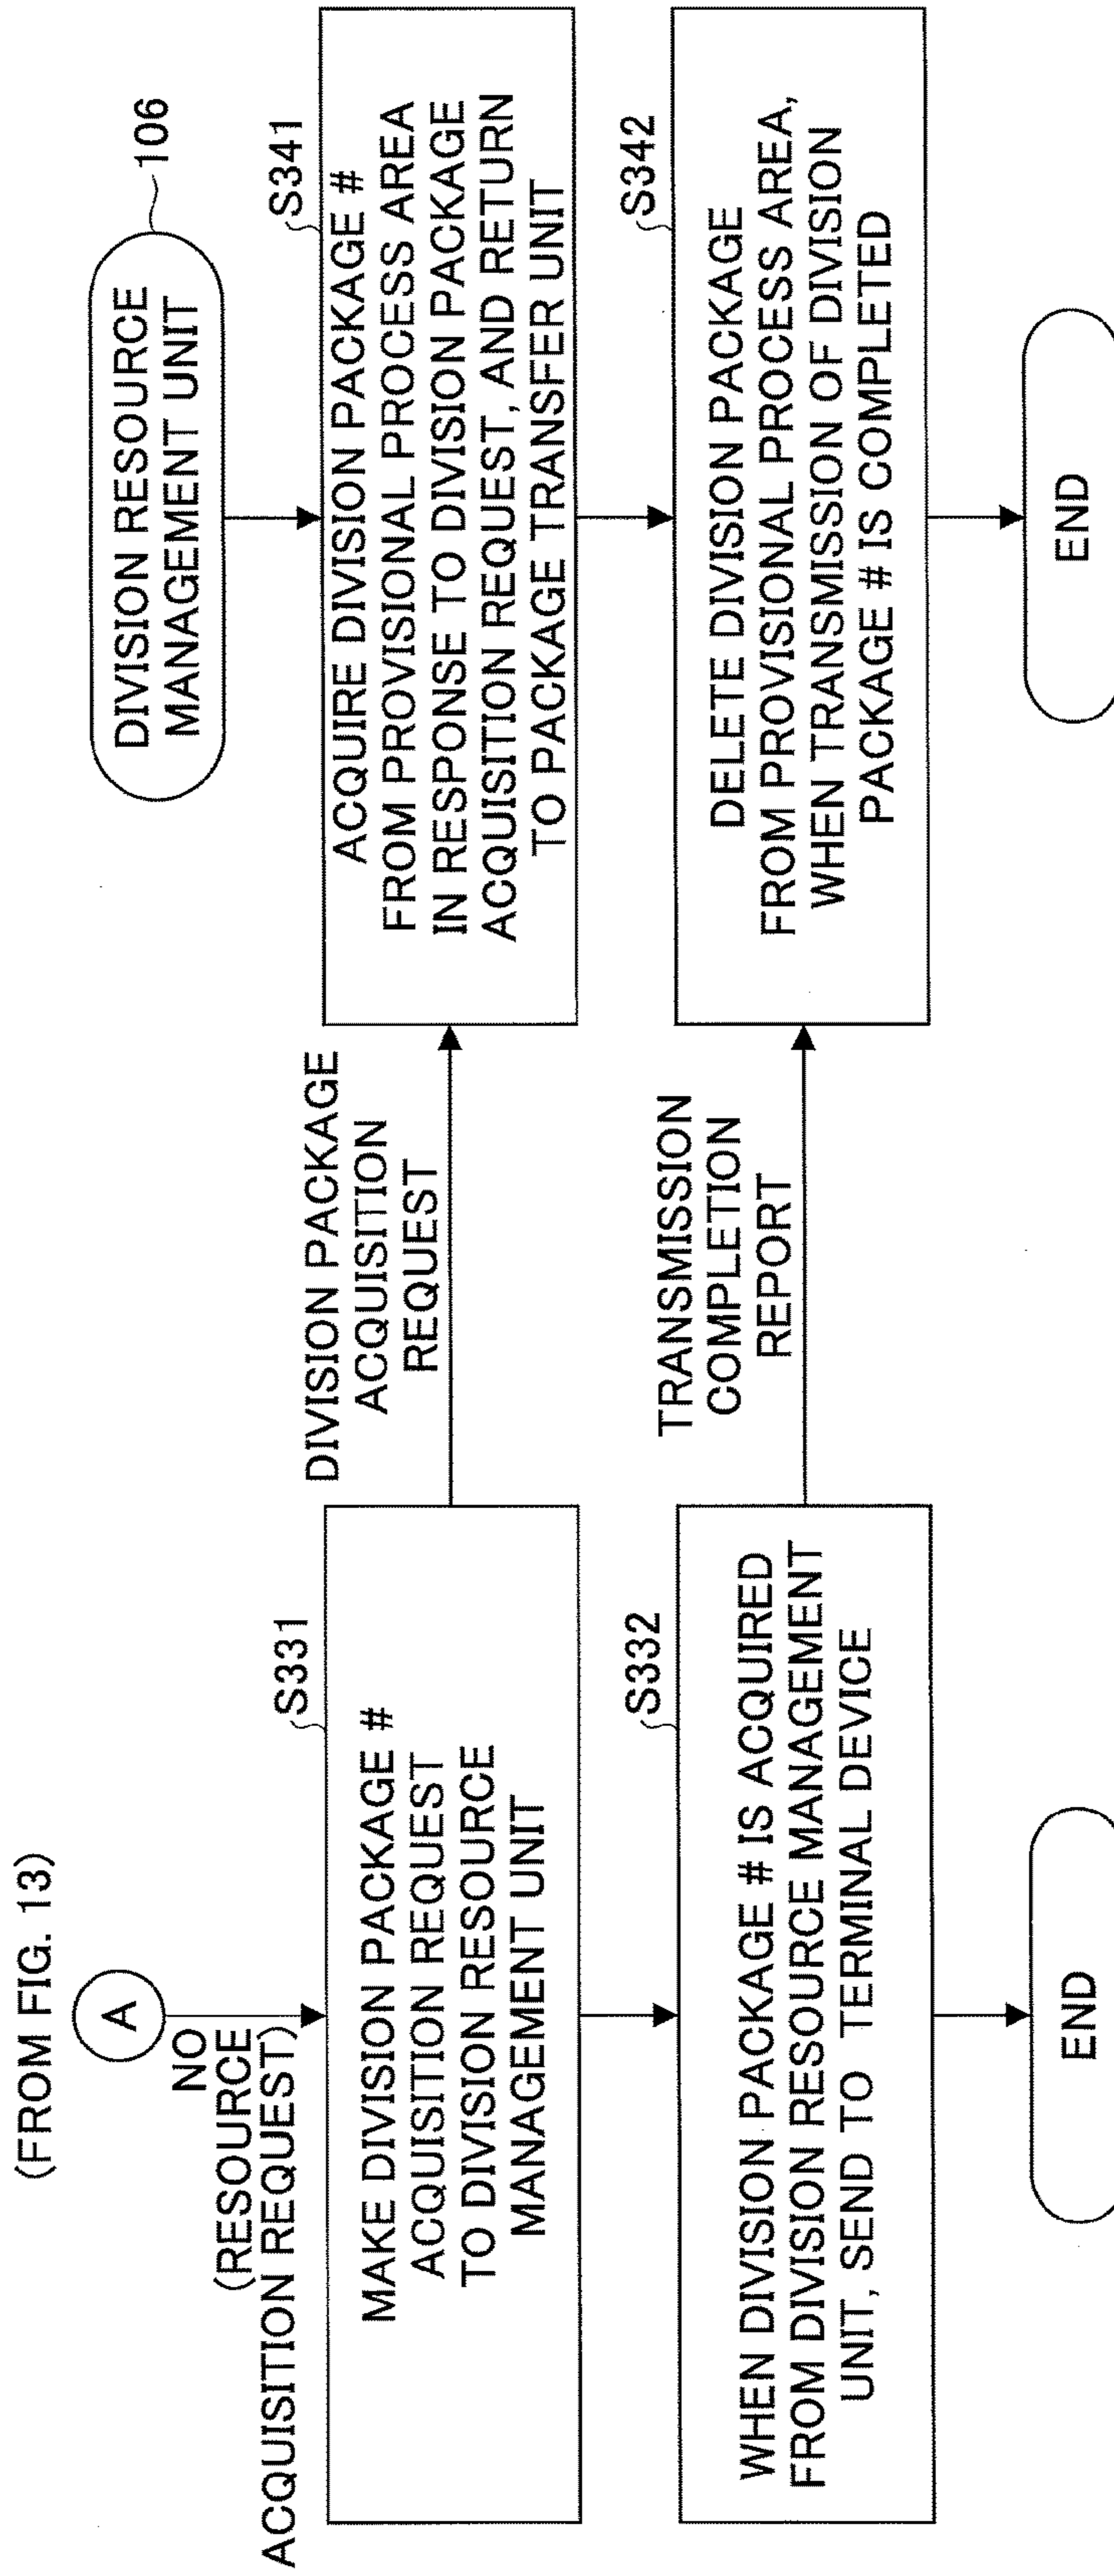 (FROM FIG. 13)
A
NO
(RESOURCE
ACQUISITION REQUEST)
S331
MAKE DIVISION PACKAGE #
ACQUISITION REQUEST
TO DIVISION RESOURCE
MANAGEMENT UNIT
S332
WHEN DIVISION PACKAGE # IS ACQUIRED
FROM DIVISION RESOURCE MANAGEMENT
UNIT, SEND TO TERMINAL DEVICE
END
DIVISION PACKAGE
ACQUISITION
REQUEST
TRANSMISSION
COMPLETION
REPORT
DIVISION RESOURCE
MANAGEMENT UNIT
106
S341
ACQUIRE DIVISION PACKAGE #
FROM PROVISIONAL PROCESS AREA
IN RESPONSE TO DIVISION PACKAGE
ACQUISITION REQUEST, AND RETURN
TO PACKAGE TRANSFER UNIT
S342
DELETE DIVISION PACKAGE
FROM PROVISIONAL PROCESS AREA,
WHEN TRANSMISSION OF DIVISION
PACKAGE # IS COMPLETED
END